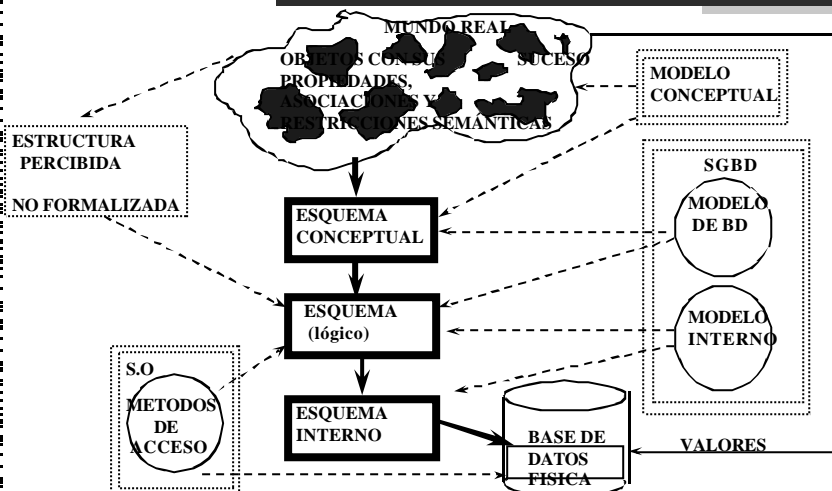 MUNDO REAL
OBJETOS CON SUS
PROPIEDADES,
ASOCIACIONES Y
RESTRICCIONES SEMÁNTICAS
SUCESO
MODELO
CONCEPTUAL
ESTRUCTURA
PERCIBIDA
NO FORMALIZADA
SGBD
MODELO
DE BD
MODELO
INTERNO
ESQUEMA
CONCEPTUAL
ESQUEMA
(lógico)
S.O
METODOS
DE
ACCESO
ESQUEMA
INTERNO
BASE DE
DATOS
FISICA
VALORES